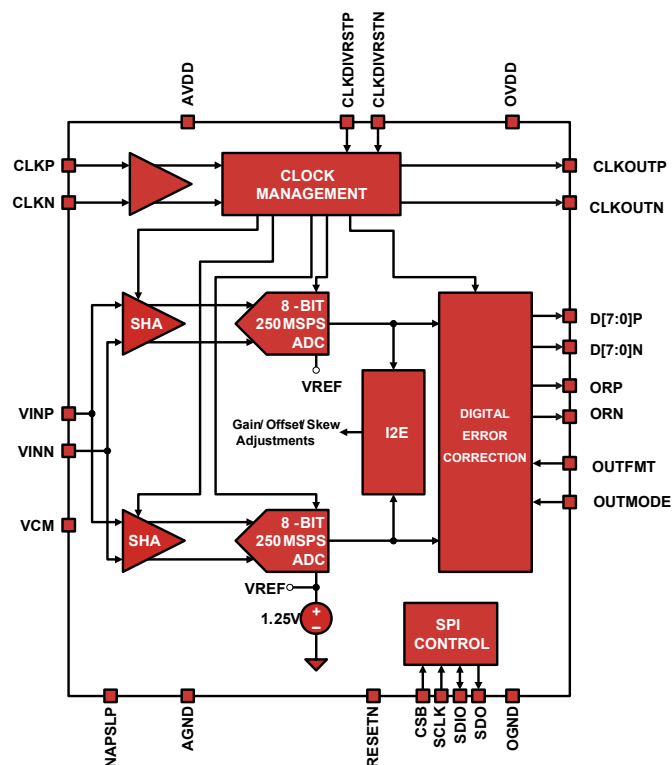 AVDD
CLKDIVRSTP
CLKDIVRSTN
OVDD
CLKP
CLKN
CLOCK
MANAGEMENT
CLKOUTP
CLKOUTN
SHA
8 -BIT
250 MSPS
ADC
VREF
D[7:0]P
D[7:0]N
ORP
ORN
OUTFMT
OUTMODE
VINP
VINN
VCM
Gain/ Offset/ Skew
Adjustments
I2E
DIGITAL
ERROR
CORRECTION
SHA
8 -BIT
250 MSPS
ADC
VREF
1.25V
+
–
SPI
CONTROL
NAPSLP
AGND
RESETN
CSB
SCLK
SDIO
SDO
OGND